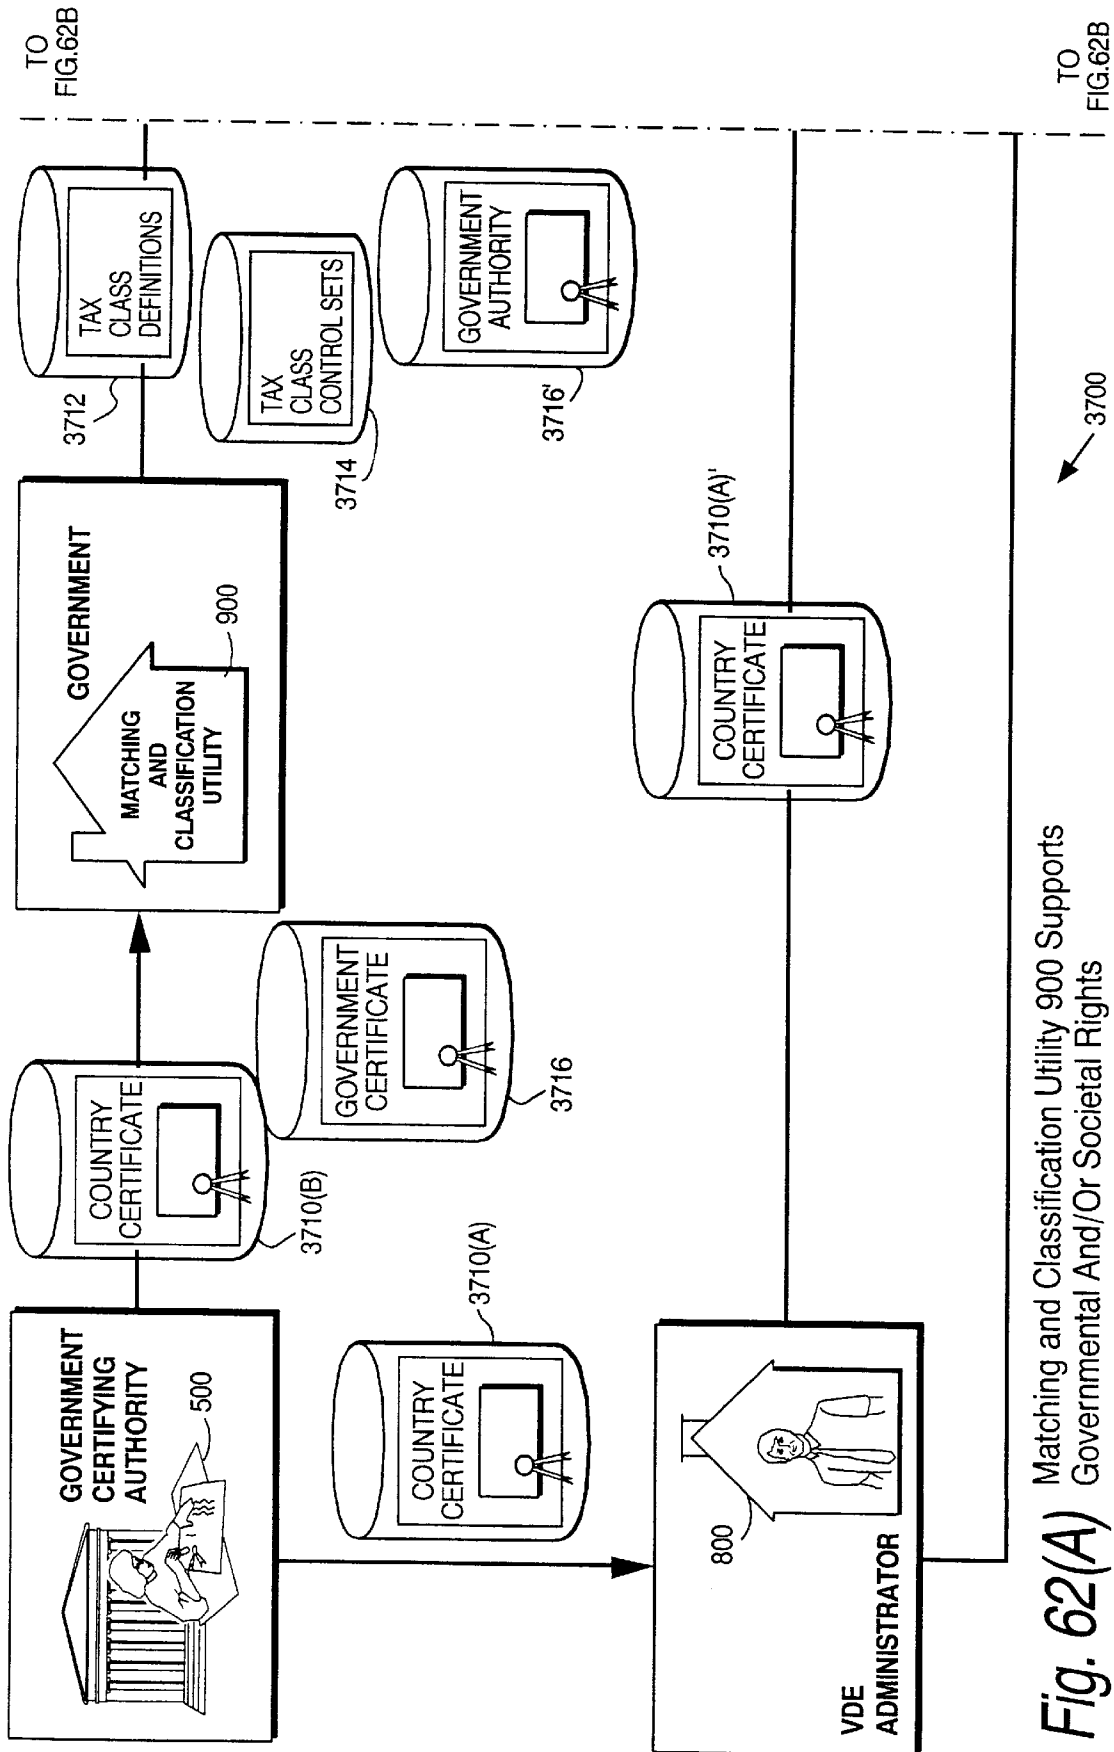 TO
FIG.62B
TAX
CLASS
DEFINITIONS
3712
TAX
CLASS
CONTROL SETS
3714
GOVERNMENT
AUTHORITY
3716'
GOVERNMENT
MATCHING
AND
CLASSIFICATION
UTILITY
900
COUNTRY
CERTIFICATE
3710(B)
GOVERNMENT
CERTIFICATE
3716
GOVERNMENT
CERTIFYING
AUTHORITY
500
COUNTRY
CERTIFICATE
3710(A)
COUNTRY
CERTIFICATE
3710(A)'
VDE
ADMINISTRATOR
800
3700
TO
FIG.62B
Fig. 62(A)
Matching and Classification Utility 900 Supports
Governmental And/Or Societal Rights